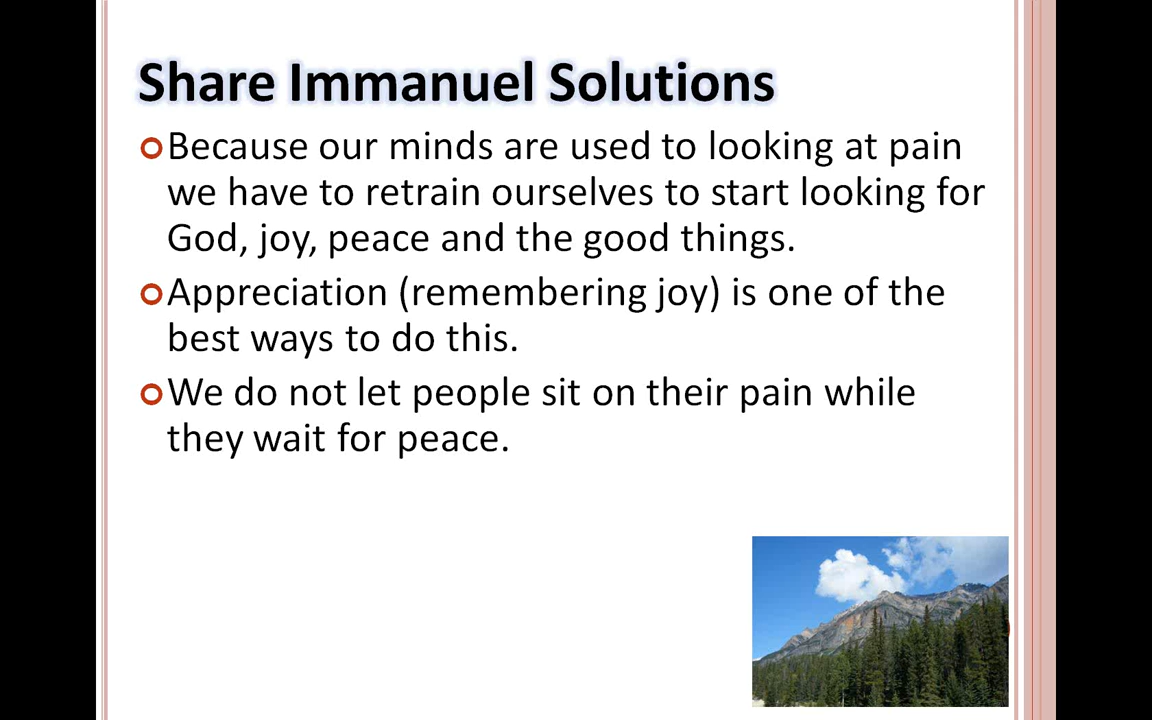 Share Immanuel Solutions
Because our minds are used to looking at pain
we have to retrain ourselves to start looking for
God, joy, peace and the good things.
Appreciation (remembering joy) is one of the
best ways to do this.
We do not let people sit on their pain while
they wait for peace.